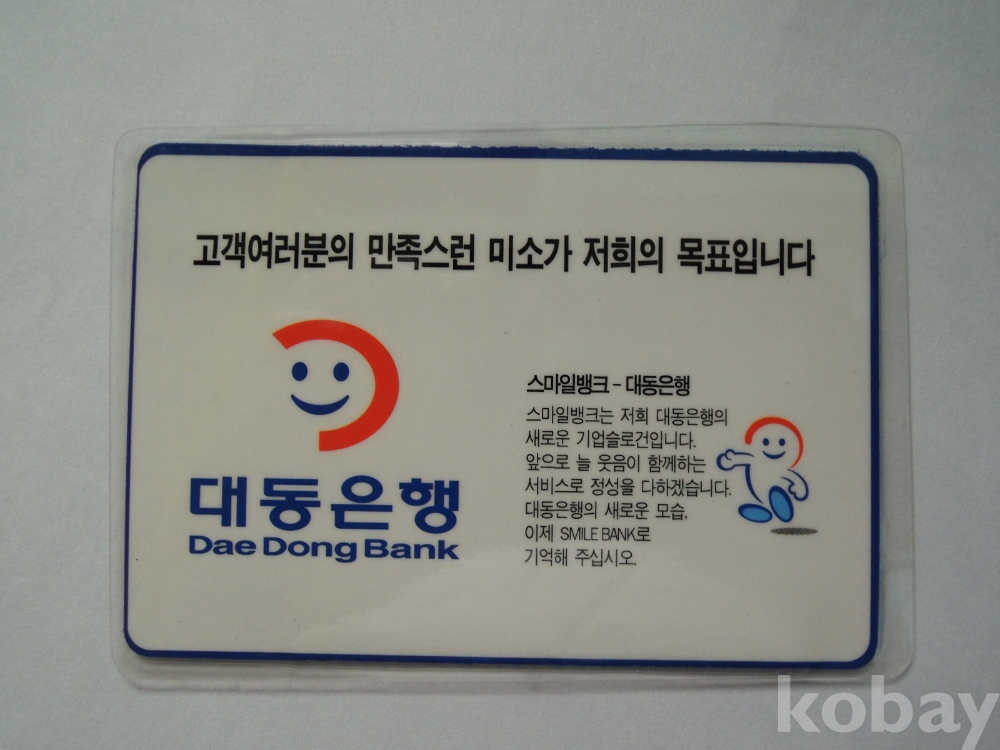 고객여러분의 만족스런 미소가 저희의 목표입니다
대동은행
Dae Dong Bank
스마일뱅크 - 대동은행
스마일뱅크는 저희 대동은행의
새로운 기업슬로건입니다.
앞으로 늘 웃음이 함께하는
서비스로 정성을 다하겠습니다.
대동은행의 새로운 모습,
이제 SMILE BANK로
기억해 주십시오.
kobay